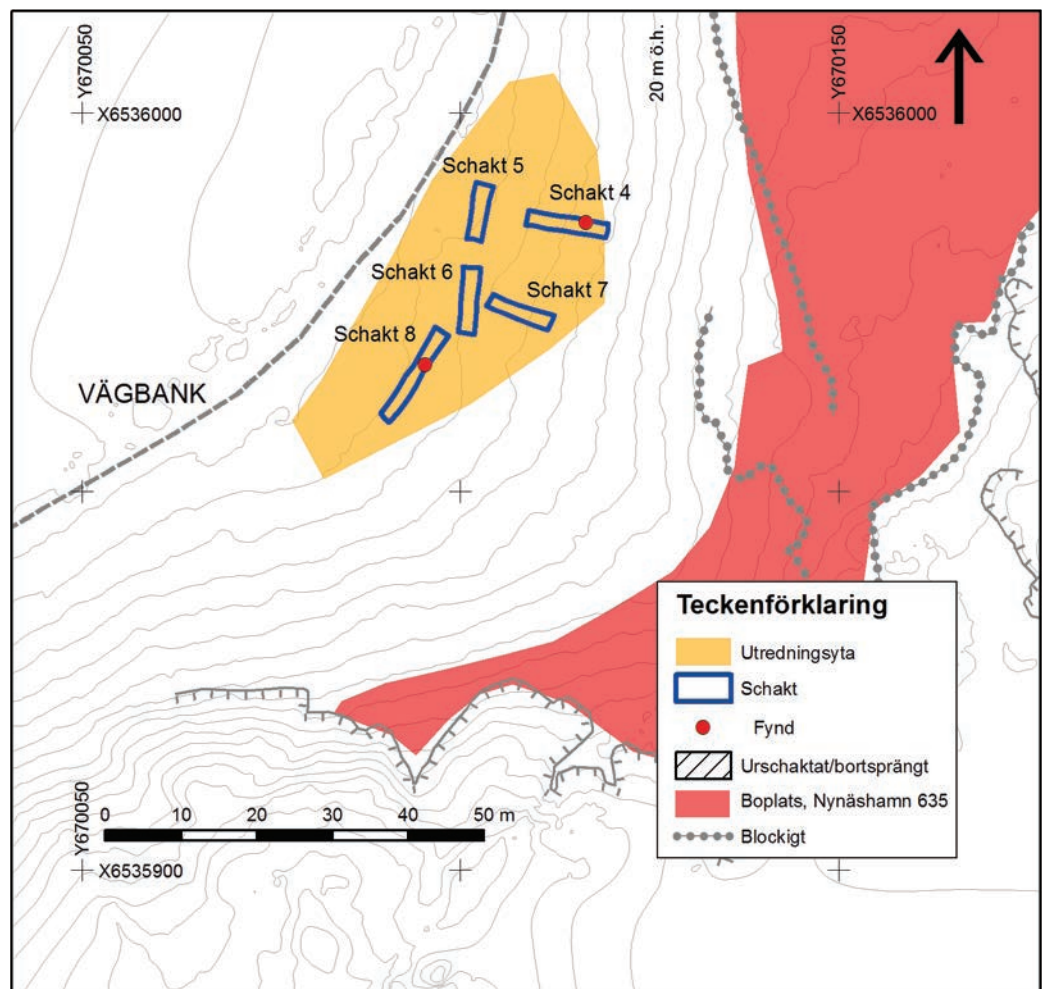 Y670050
X6536000
20 m ö.h.
Y670150
X6536000
Schakt 5
Schakt 4
Schakt 6
Schakt 7
Schakt 8
VÄGBANK
Teckenförklaring
Utredningsyta
Schakt
Fynd
Urschaktat/bortsprängt
Boplats, Nynäshamn 635
Blockigt
Y670050
0 10 20 30 40 50 m
X6535900